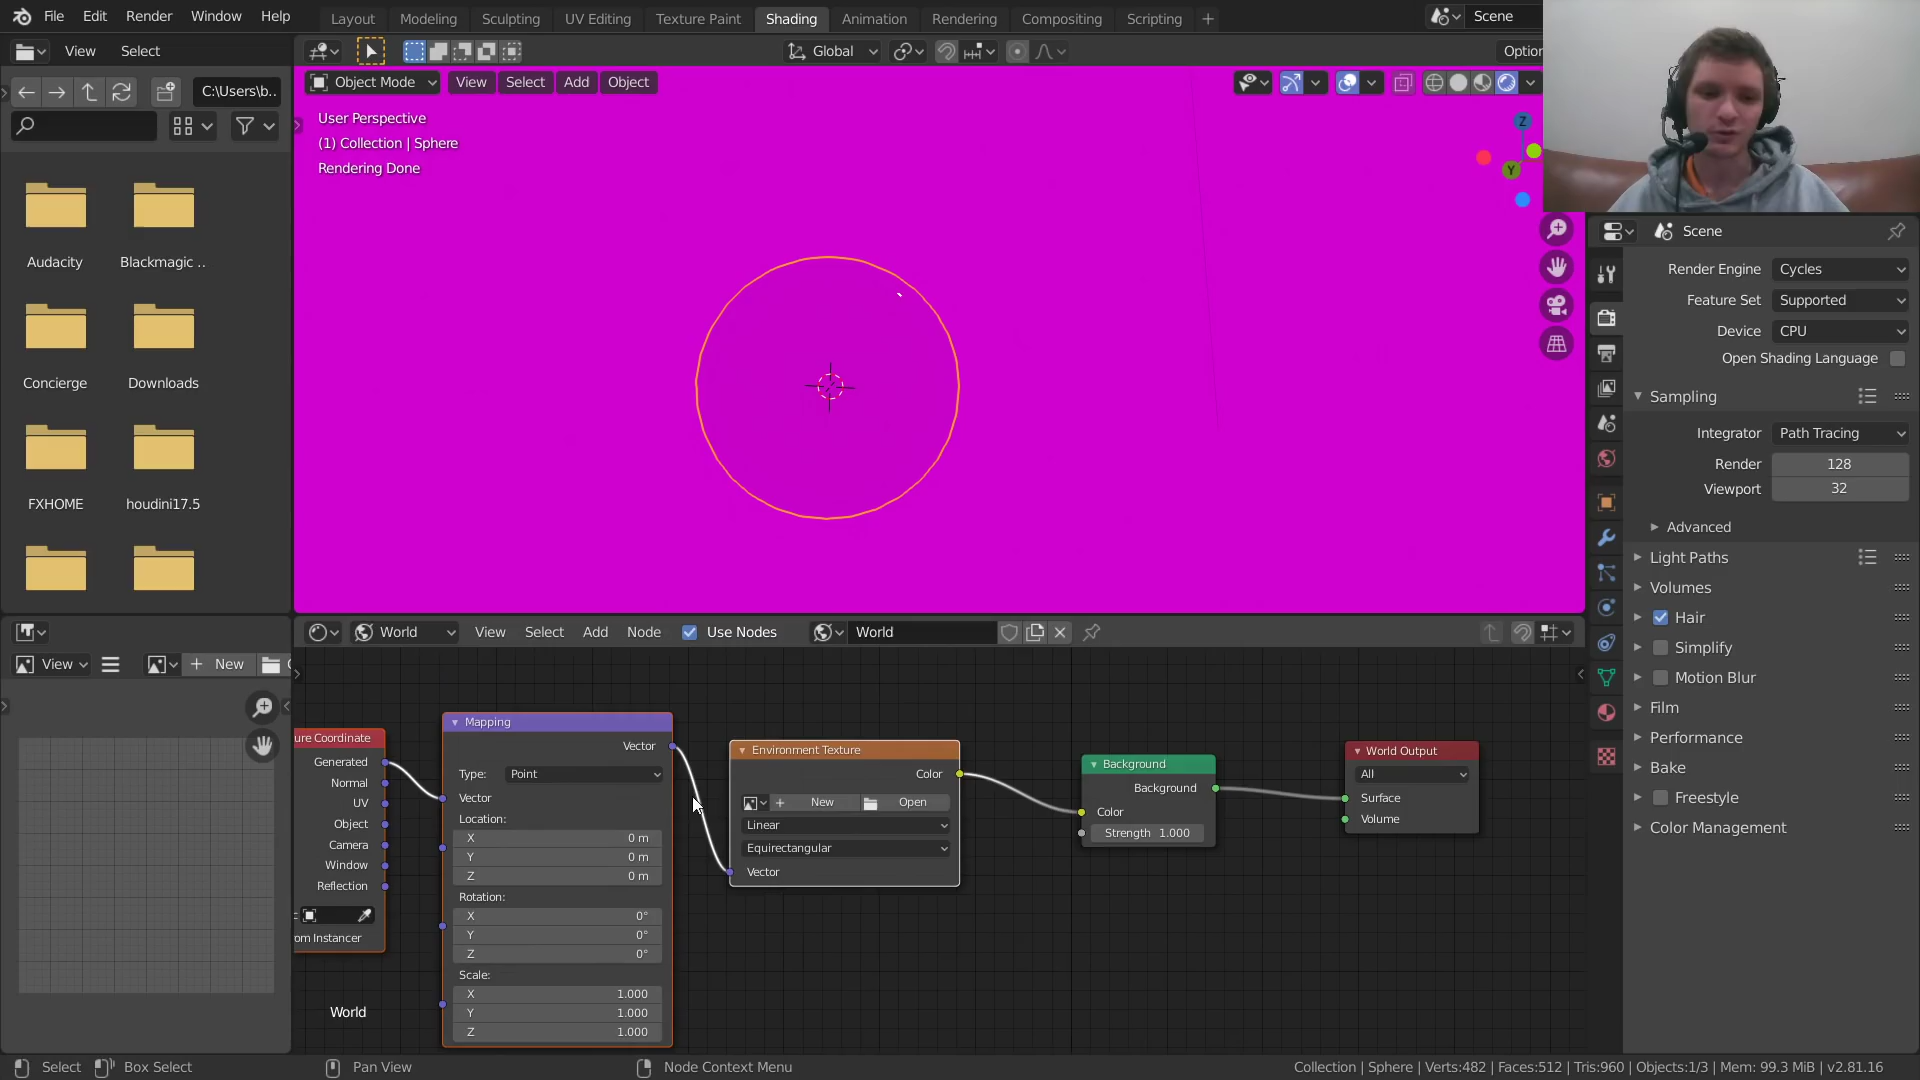 File Edit Render Window Help
Layout Modeling Sculpting UV Editing Texture Paint Shading Animation Rendering Compositing Scripting +
Scene
View Select
Global
Optio
C:\Users\b..
Object Mode View Select Add Object
User Perspective
(1) Collection | Sphere
Rendering Done
Z
Y
Audacity
Blackmagic ..
Concierge
Downloads
FXHOME
houdini17.5
Scene
Render Engine Cycles
Feature Set Supported
Device CPU
Open Shading Language
Sampling
Integrator Path Tracing
Render 128
Viewport 32
Advanced
Light Paths
Volumes
Hair
Simplify
Motion Blur
Film
Performance
Bake
Freestyle
Color Management
World View Select Add Node Use Nodes World
View New
ure Coordinate
Generated
Normal
UV
Object
Camera
Window
Reflection
om Instancer
World
Mapping
Vector
Type: Point
Vector
Location:
X 0 m
Y 0 m
Z 0 m
Rotation:
X 0°
Y 0°
Z 0°
Scale:
X 1.000
Y 1.000
Z 1.000
Environment Texture
Color
New Open
Linear
Equirectangular
Vector
Background
Background
Color
Strength 1.000
World Output
All
Surface
Volume
Select Box Select Pan View Node Context Menu
Collection | Sphere | Verts:482 | Faces:512 | Tris:960 | Objects:1/3 | Mem: 99.3 MiB | v2.81.16